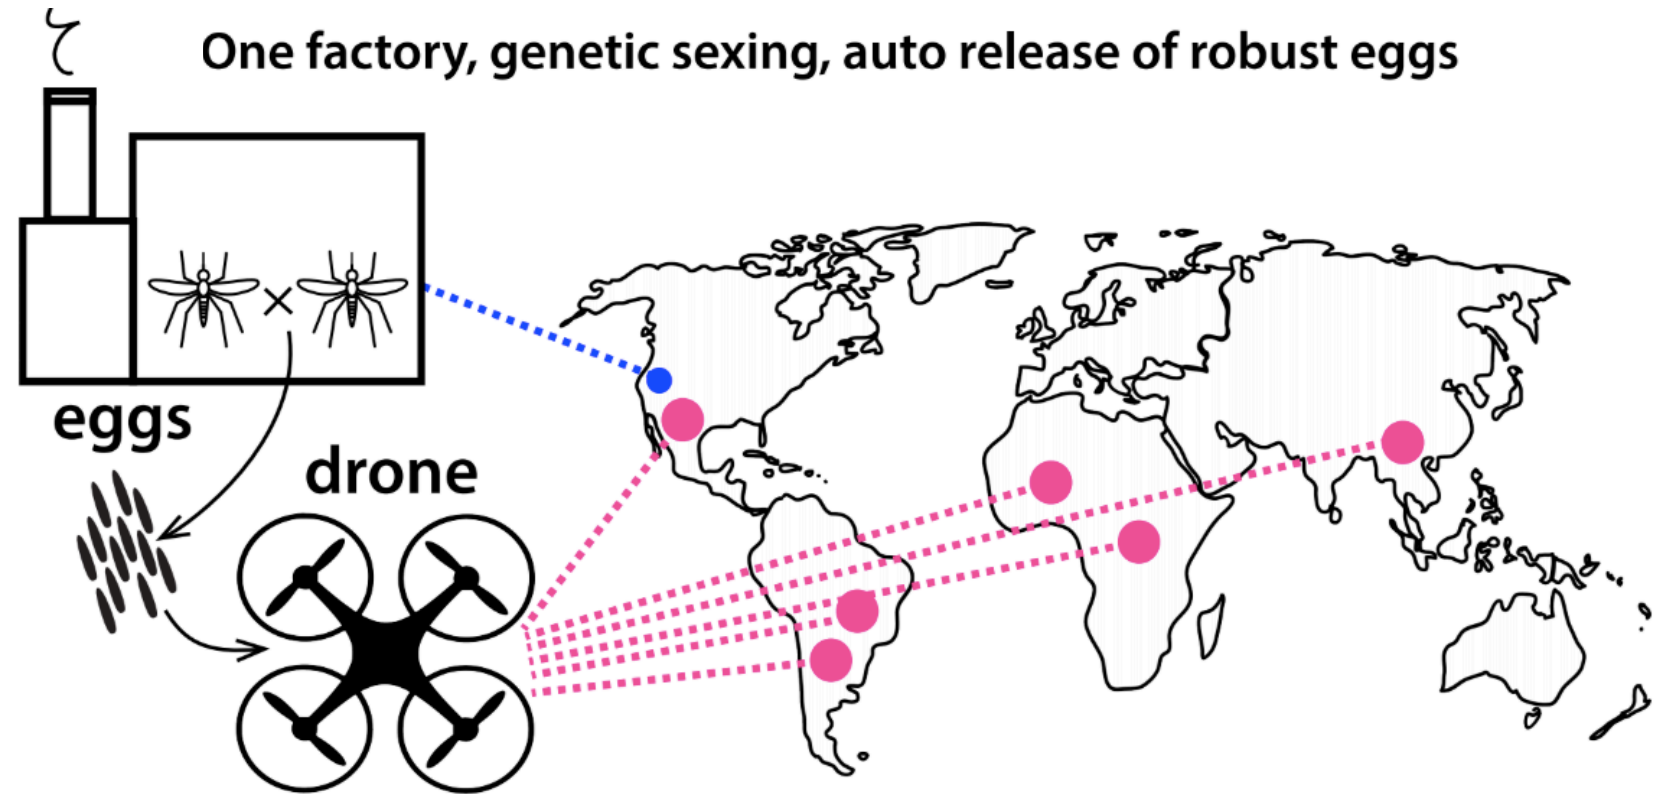 One factory, genetic sexing, auto release of robust eggs
eggs
drone